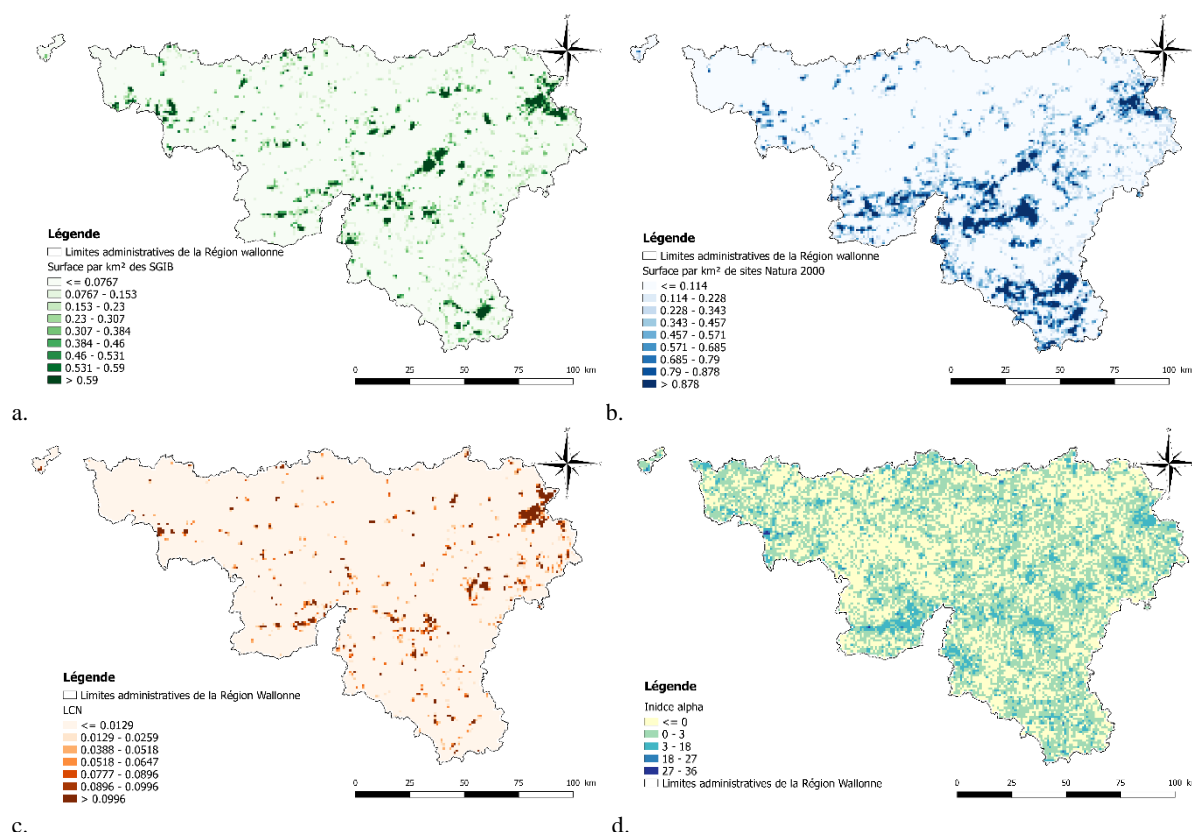 Légende
Limites administratives de la Région wallonne
Surface par km² des SGIB
<= 0.0767
0.0767 - 0.153
0.153 - 0.23
0.23 - 0.307
0.307 - 0.384
0.384 - 0.46
0.46 - 0.531
0.531 - 0.59
> 0.59
0 25 50 75 100 km
a.
Légende
Limites administratives de la Région wallonne
Surface par km² de sites Natura 2000
<= 0.114
0.114 - 0.228
0.228 - 0.343
0.343 - 0.457
0.457 - 0.571
0.571 - 0.685
0.685 - 0.79
0.79 - 0.878
> 0.878
0 25 50 75 100 km
b.
Légende
Limites administratives de la Région Wallonne
LCN
<= 0.0129
0.0129 - 0.0259
0.0388 - 0.0518
0.0518 - 0.0647
0.0777 - 0.0896
0.0896 - 0.0996
> 0.0996
0 25 50 75 100 km
c.
Légende
Inidce alpha
<= 0
0 - 3
3 - 18
18 - 27
27 - 36
Limites administratives de la Région Wallonne
0 25 50 75 100 km
d.